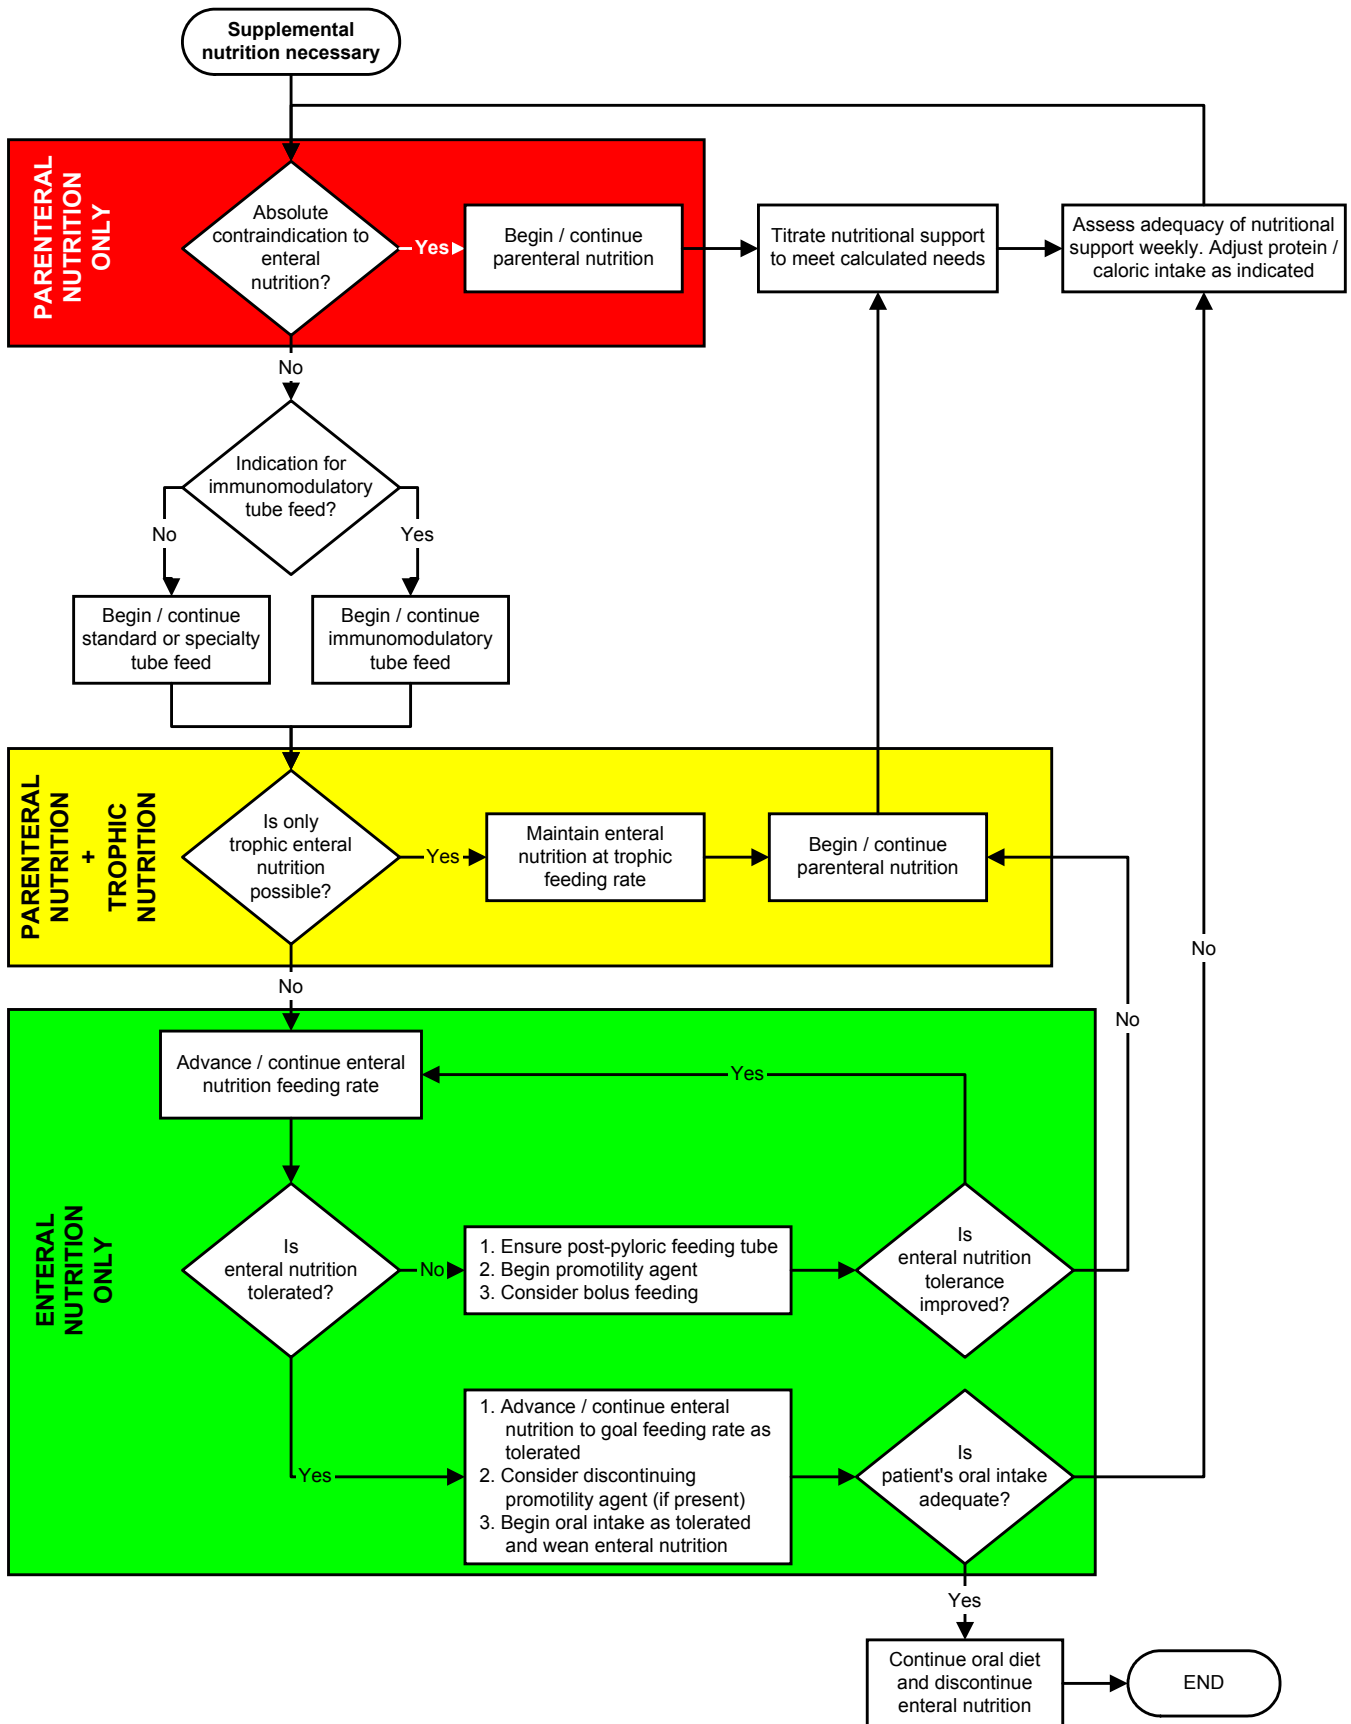 Supplemental
nutrition necessary
PARENTERAL
NUTRITION
ONLY
Absolute
contraindication to
enteral
nutrition?
Yes
Begin / continue
parenteral nutrition
Titrate nutritional support
to meet calculated needs
Assess adequacy of nutritional
support weekly. Adjust protein /
caloric intake as indicated
No
Indication for
immunomodulatory
tube feed?
No
Yes
Begin / continue
standard or specialty
tube feed
Begin / continue
immunomodulatory
tube feed
PARENTERAL
NUTRITION
+
TROPHIC
NUTRITION
Is only
trophic enteral
nutrition
possible?
Yes
Maintain enteral
nutrition at trophic
feeding rate
Begin / continue
parenteral nutrition
No
No
No
ENTERAL
NUTRITION
ONLY
Advance / continue enteral
nutrition feeding rate
Yes
Is
enteral nutrition
tolerated?
No
1. Ensure post-pyloric feeding tube
2. Begin promotility agent
3. Consider bolus feeding
Is
enteral nutrition
tolerance
improved?
Yes
1. Advance / continue enteral
nutrition to goal feeding rate as
tolerated
2. Consider discontinuing
promotility agent (if present)
3. Begin oral intake as tolerated
and wean enteral nutrition
Is
patient's oral intake
adequate?
Yes
Continue oral diet
and discontinue
enteral nutrition
END